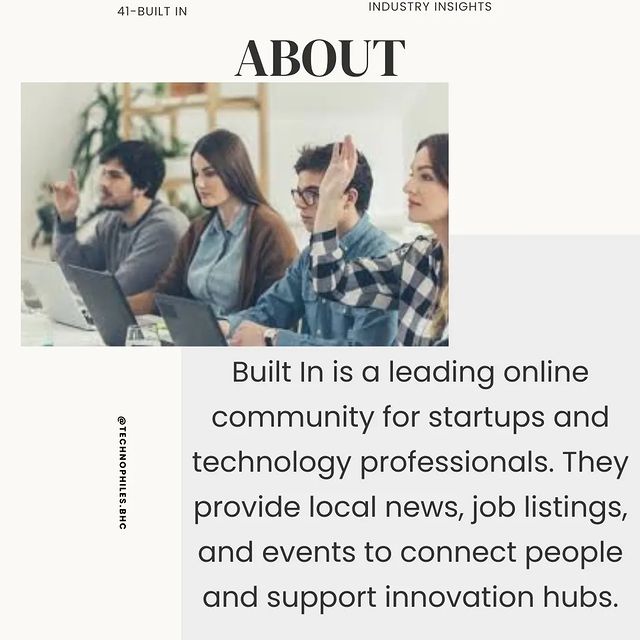 41-BUILT IN
INDUSTRY INSIGHTS
ABOUT
Built In is a leading online
community for startups and
technology professionals. They
provide local news, job listings,
and events to connect people
and support innovation hubs.
@TECHNOPHILES.BHC